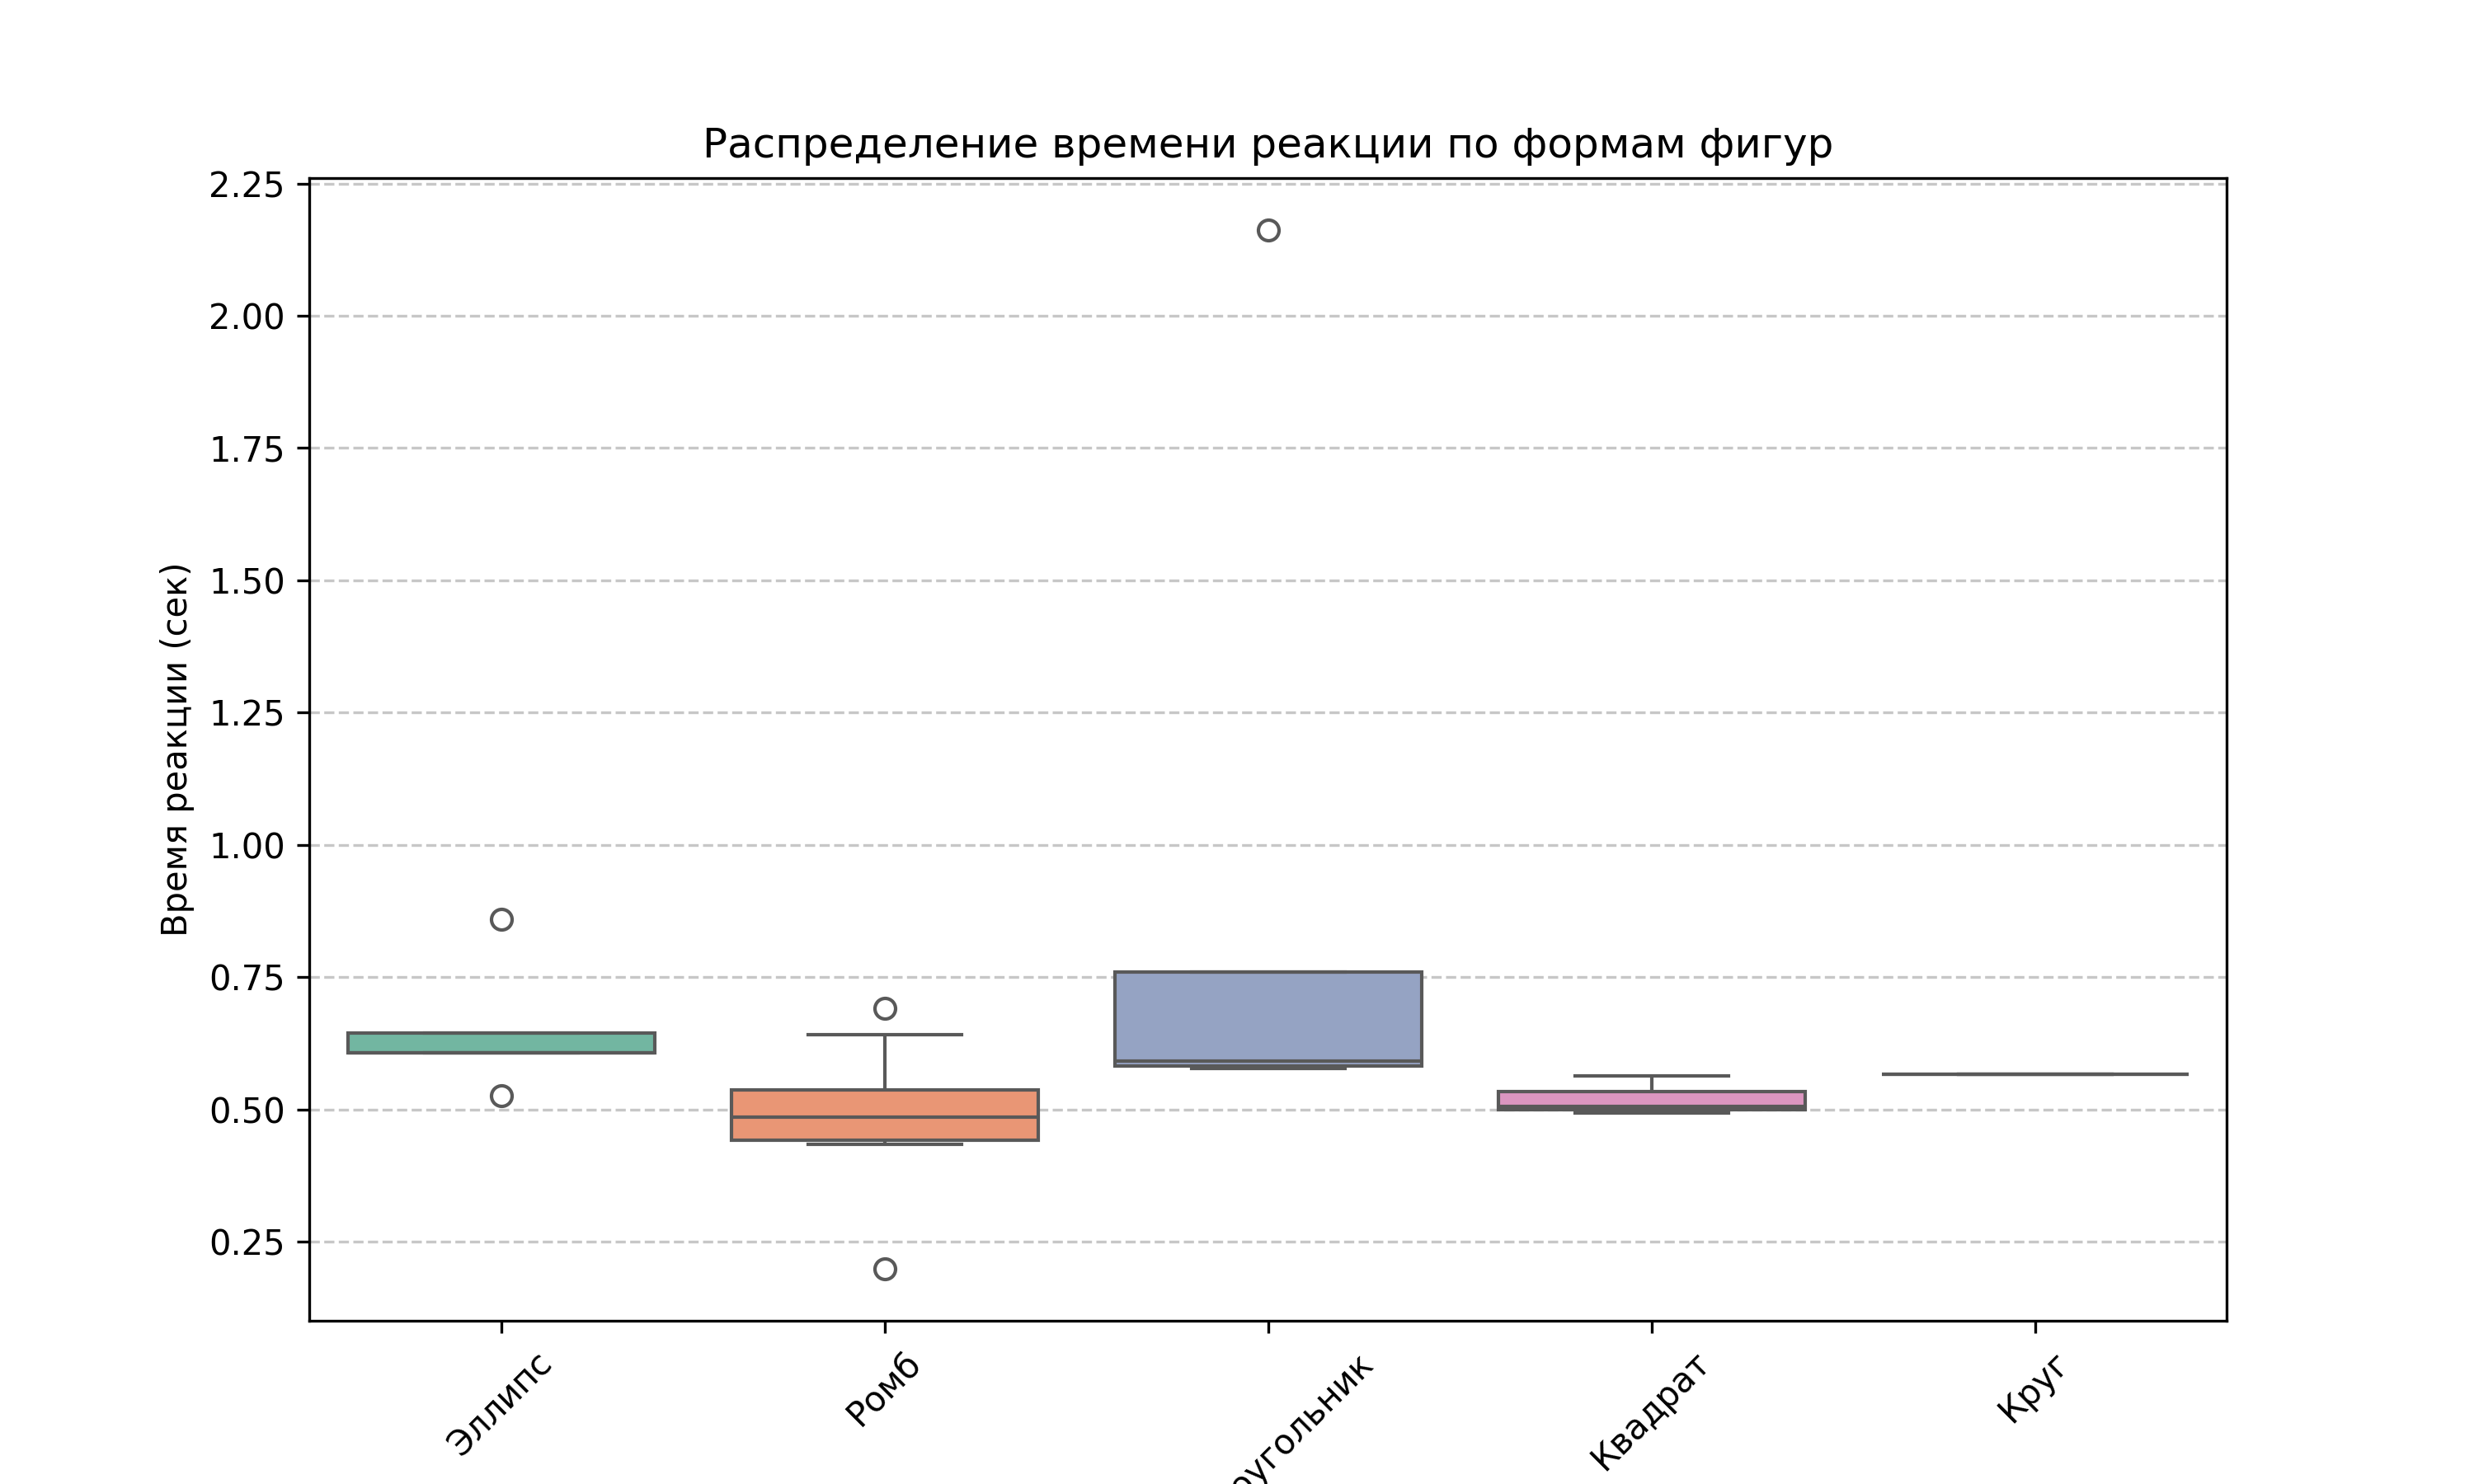 Распределение времени реакции по формам фигур
Время реакции (сек)
2.25
2.00
1.75
1.50
1.25
1.00
0.75
0.50
0.25
Эллипс
Ромб
Квадрат
Круг